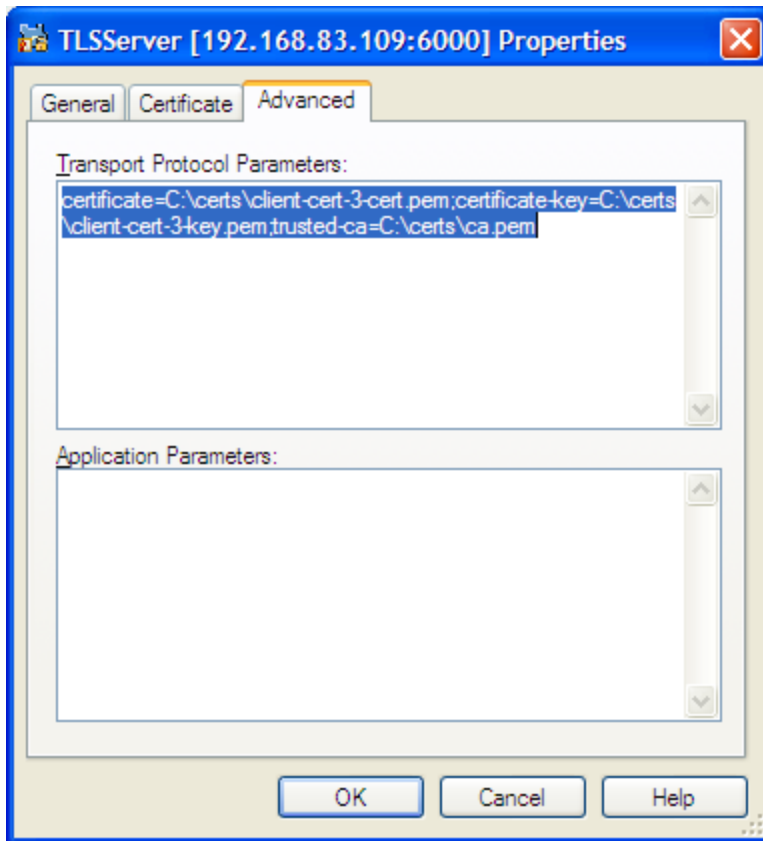 TLSServer [192.168.83.109:6000] Properties
General Certificate Advanced
Transport Protocol Parameters:
certificate=C:\certs\client-cert-3-cert.pem;certificate-key=C:\certs
\client-cert-3-key.pem;trusted-ca=C:\certs\ca.pem
Application Parameters:
OK Cancel Help